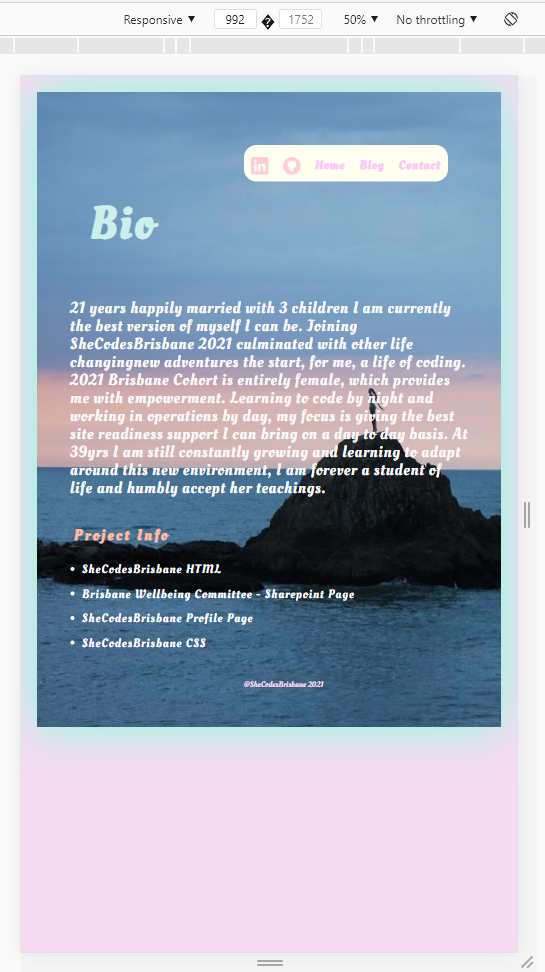 Responsive ▼ 992 � 1752 50% ▼ No throttling ▼
in Home Blog Contact
Bio
21 years happily married with 3 children I am currently
the best version of myself I can be. Joining
SheCodesBrisbane 2021 culminated with other life
changingnew adventures the start, for me, a life of coding.
2021 Brisbane Cohort is entirely female, which provides
me with empowerment. Learning to code by night and
working in operations by day, my focus is giving the best
site readiness support I can bring on a day to day basis. At
39yrs I am still constantly growing and learning to adapt
around this new environment, I am forever a student of
life and humbly accept her teachings.
Project Info
• SheCodesBrisbane HTML
• Brisbane Wellbeing Committee - Sharepoint Page
• SheCodesBrisbane Profile Page
• SheCodesBrisbane CSS
©SheCodesBrisbane 2021